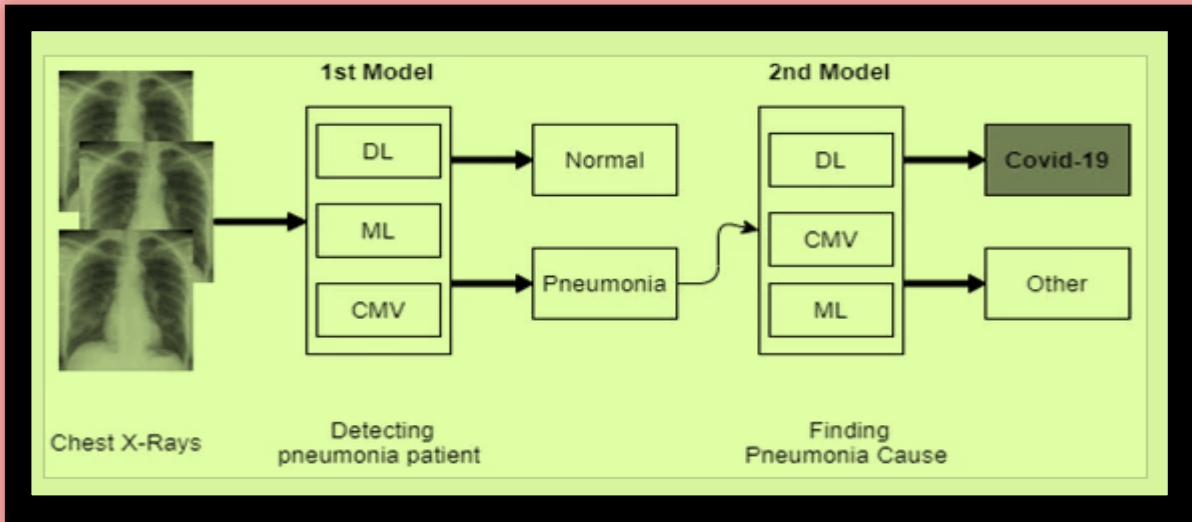 1st Model
2nd Model
DL
ML
CMV
Normal
Pneumonia
DL
CMV
ML
Covid-19
Other
Chest X-Rays
Detecting
pneumonia patient
Finding
Pneumonia Cause